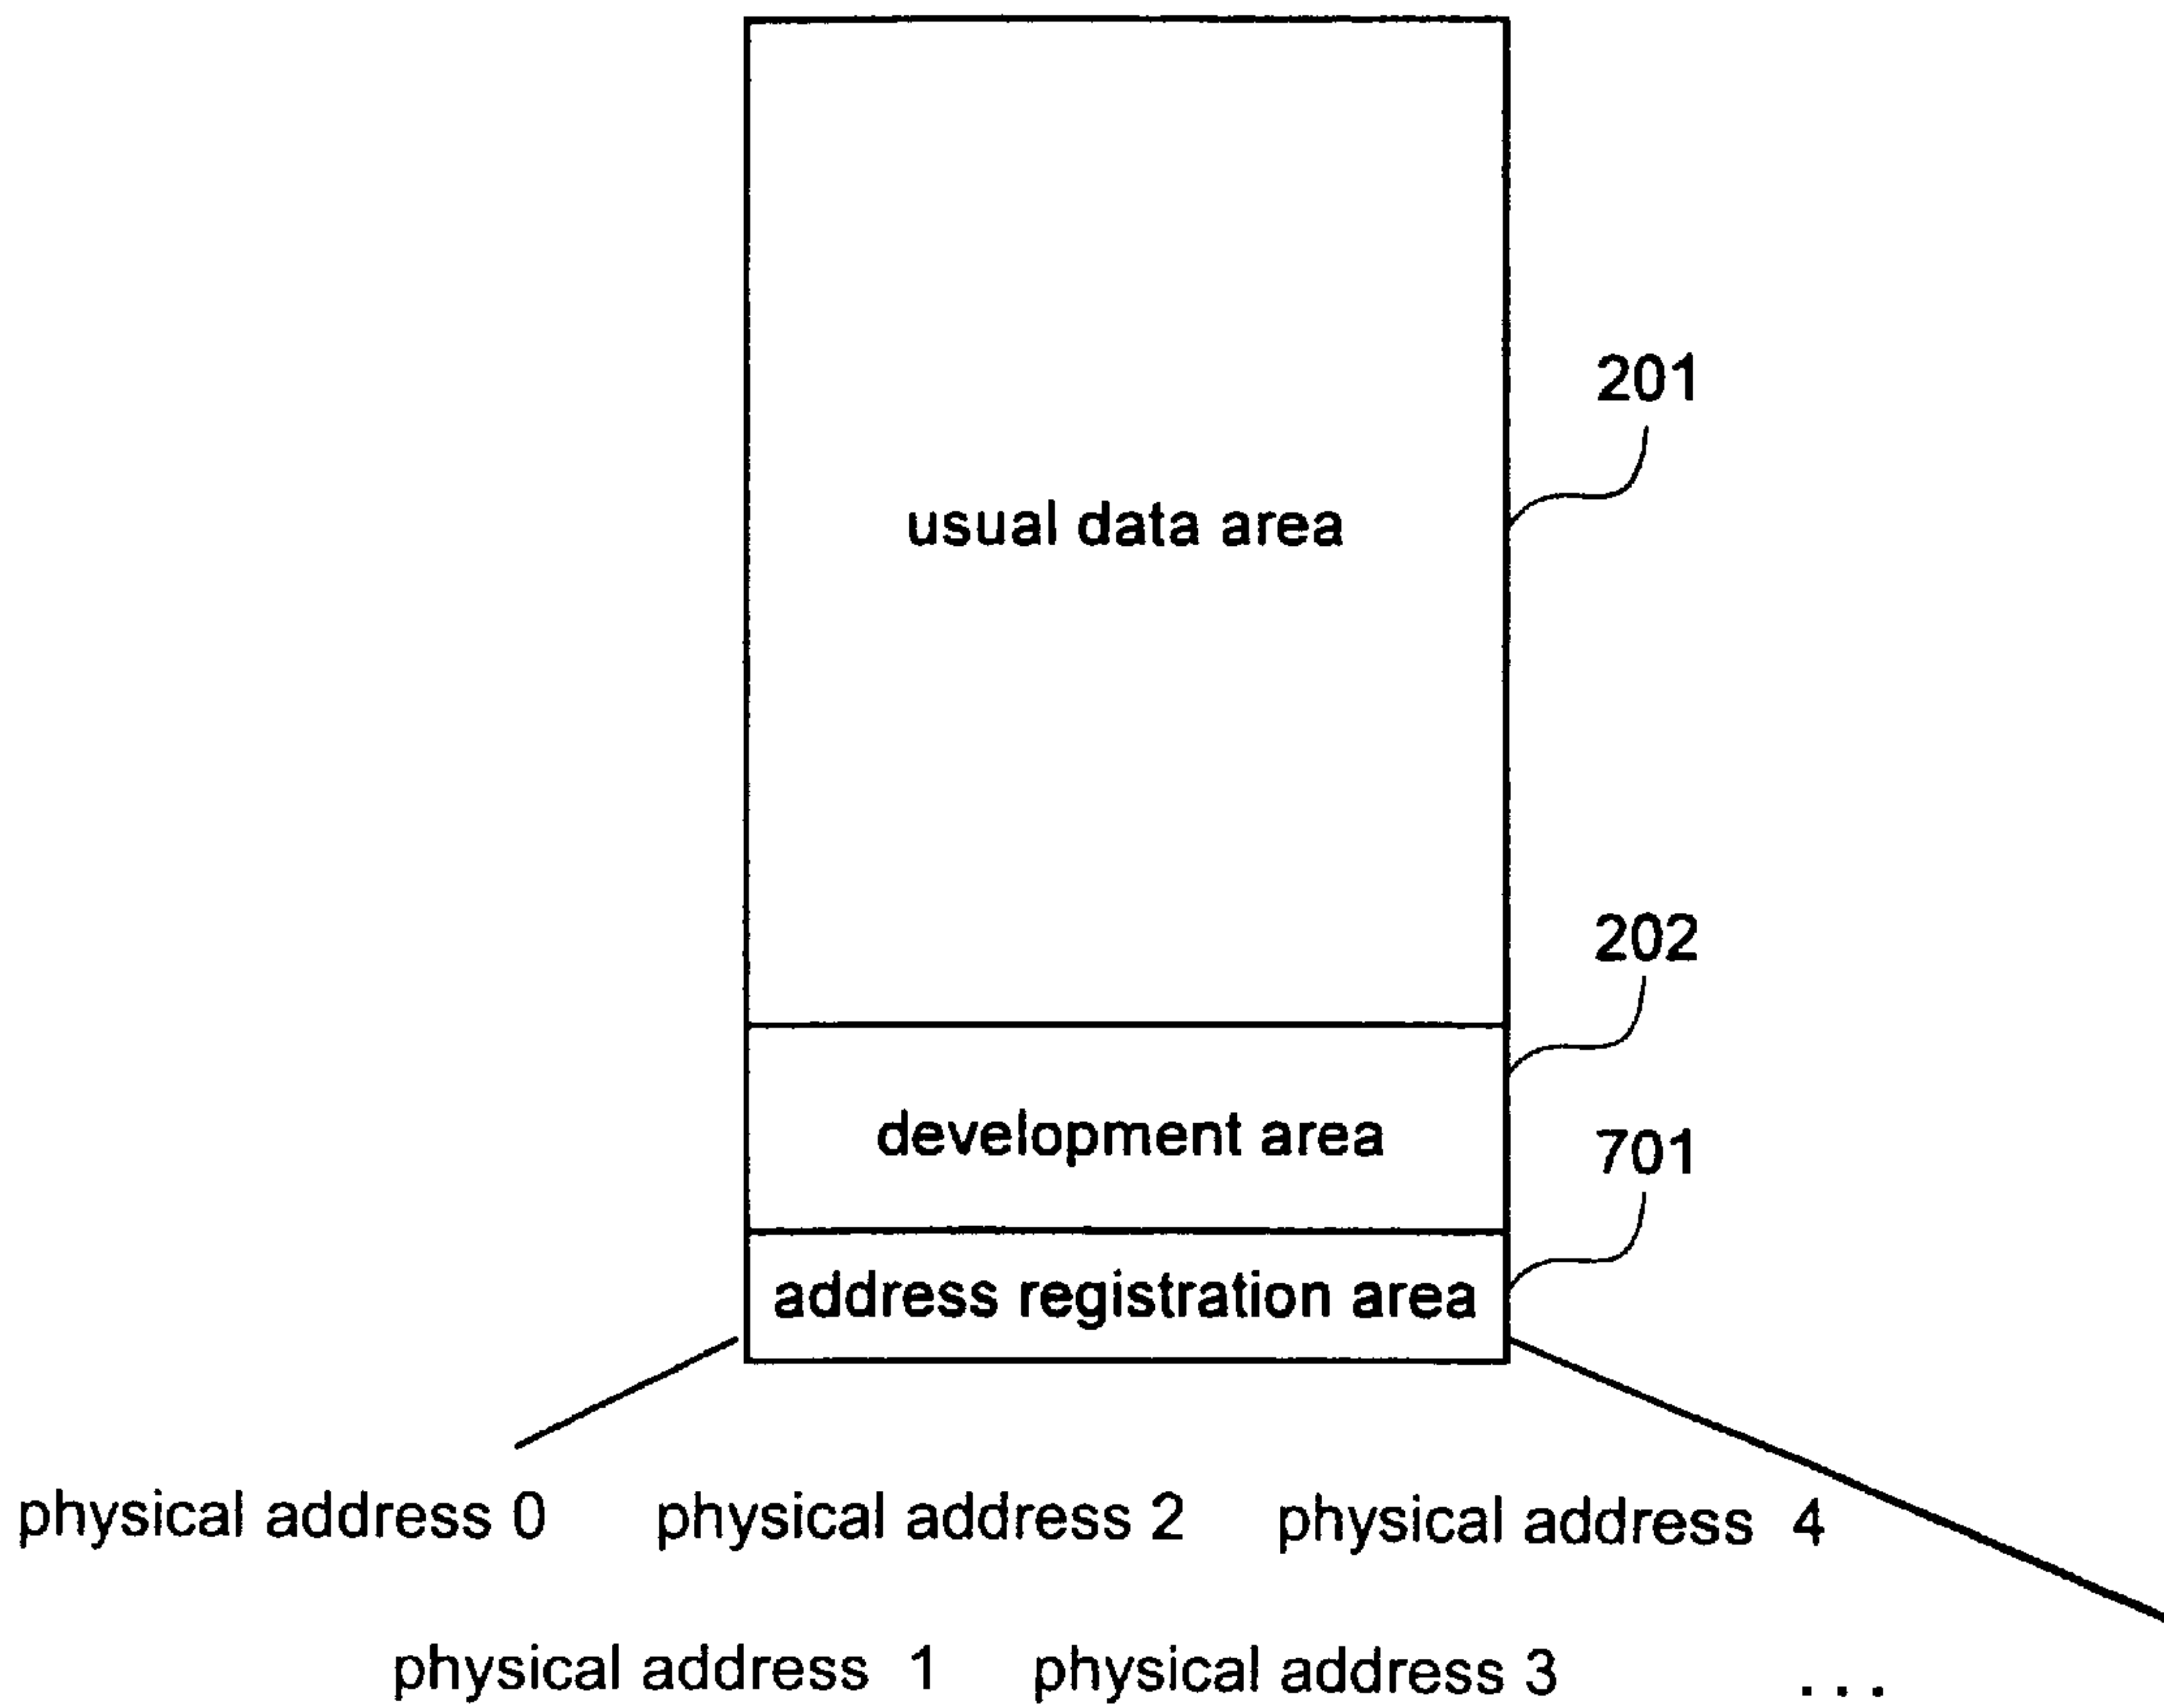 201
usual data area
202
development area
701
address registration area
physical address 0 physical address 2 physical address 4
physical address 1 physical address 3 ...